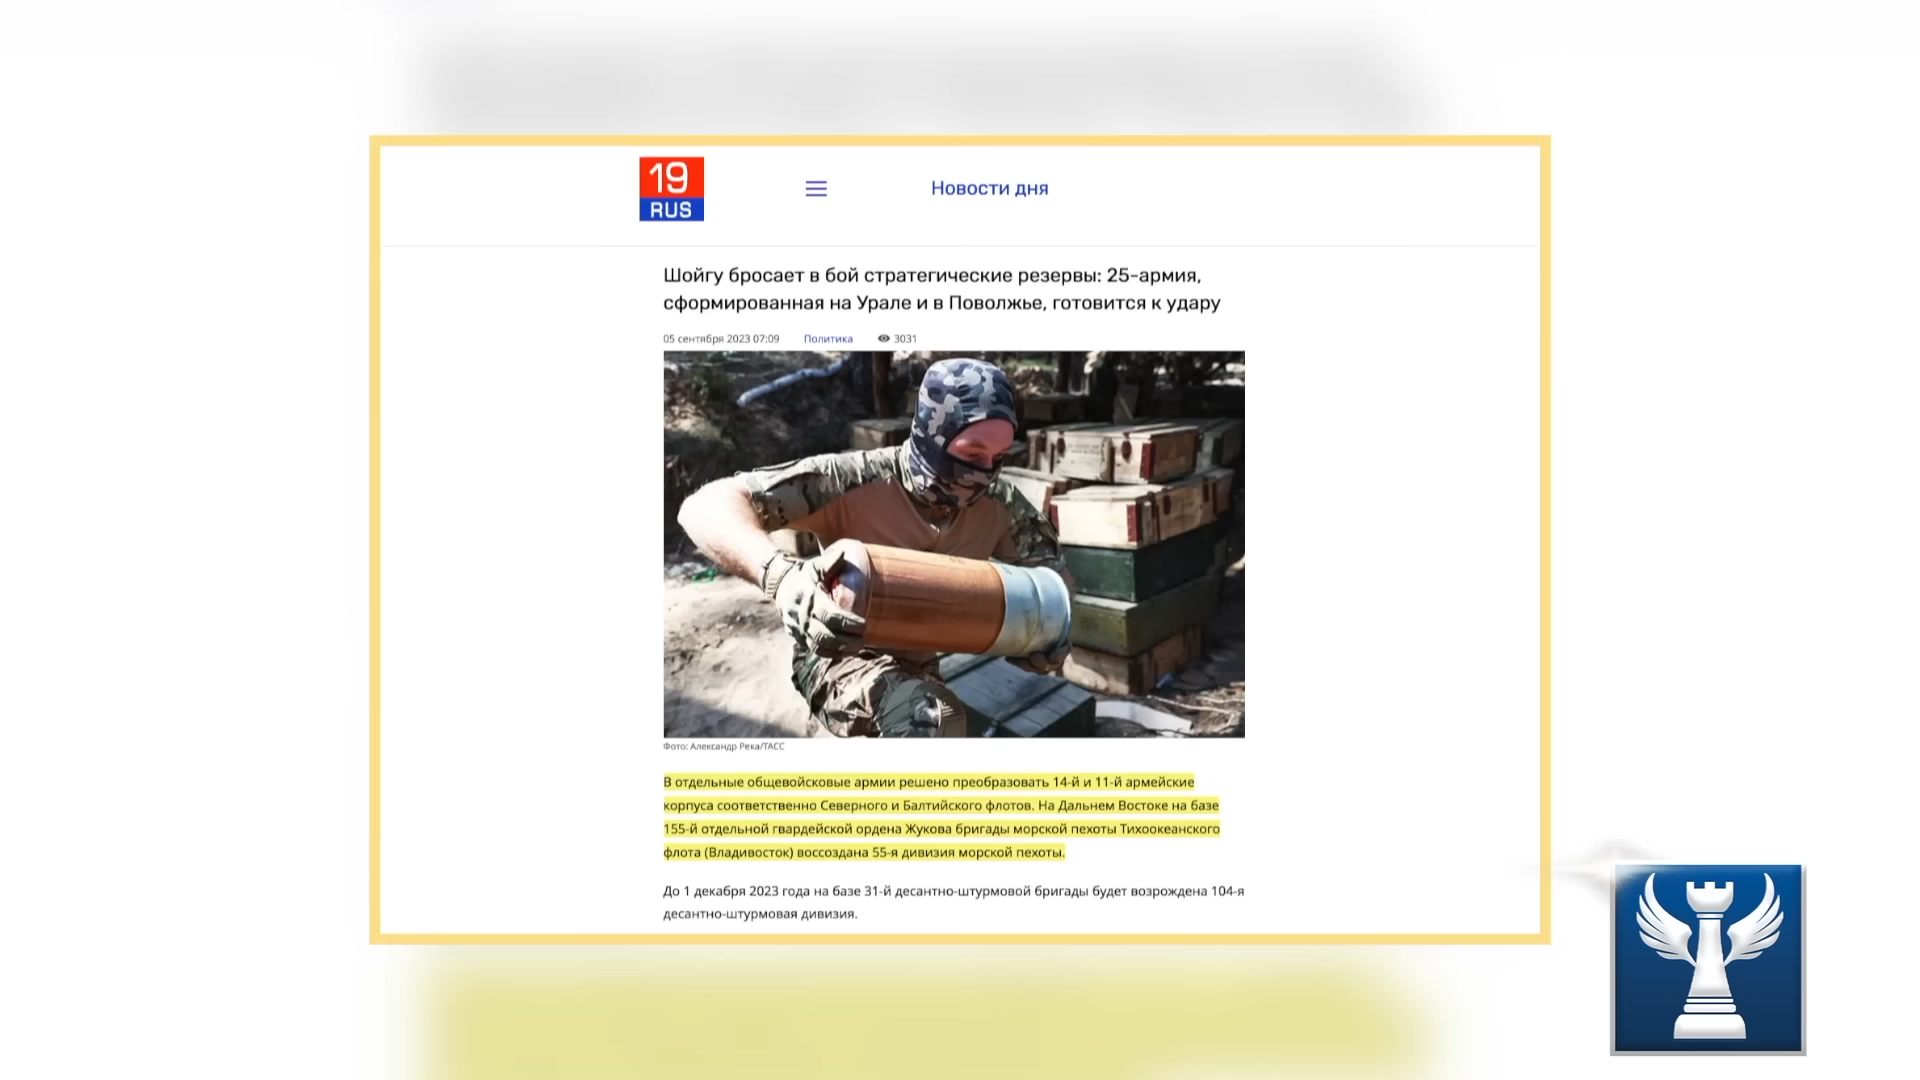 19
RUS
Новости дня
Шойгу бросает в бой стратегические резервы: 25-армия,
сформированная на Урале и в Поволжье, готовится к удару
05 сентября 2023 07:09 Политика 3031
Фото: Александр Река/ТАСС
В отдельные общевойсковые армии решено преобразовать 14-й и 11-й армейские
корпуса соответственно Северного и Балтийского флотов. На Дальнем Востоке на базе
155-й отдельной гвардейской ордена Жукова бригады морской пехоты Тихоокеанского
флота (Владивосток) воссоздана 55-я дивизия морской пехоты.
До 1 декабря 2023 года на базе 31-й десантно-штурмовой бригады будет возрождена 104-я
десантно-штурмовая дивизия.